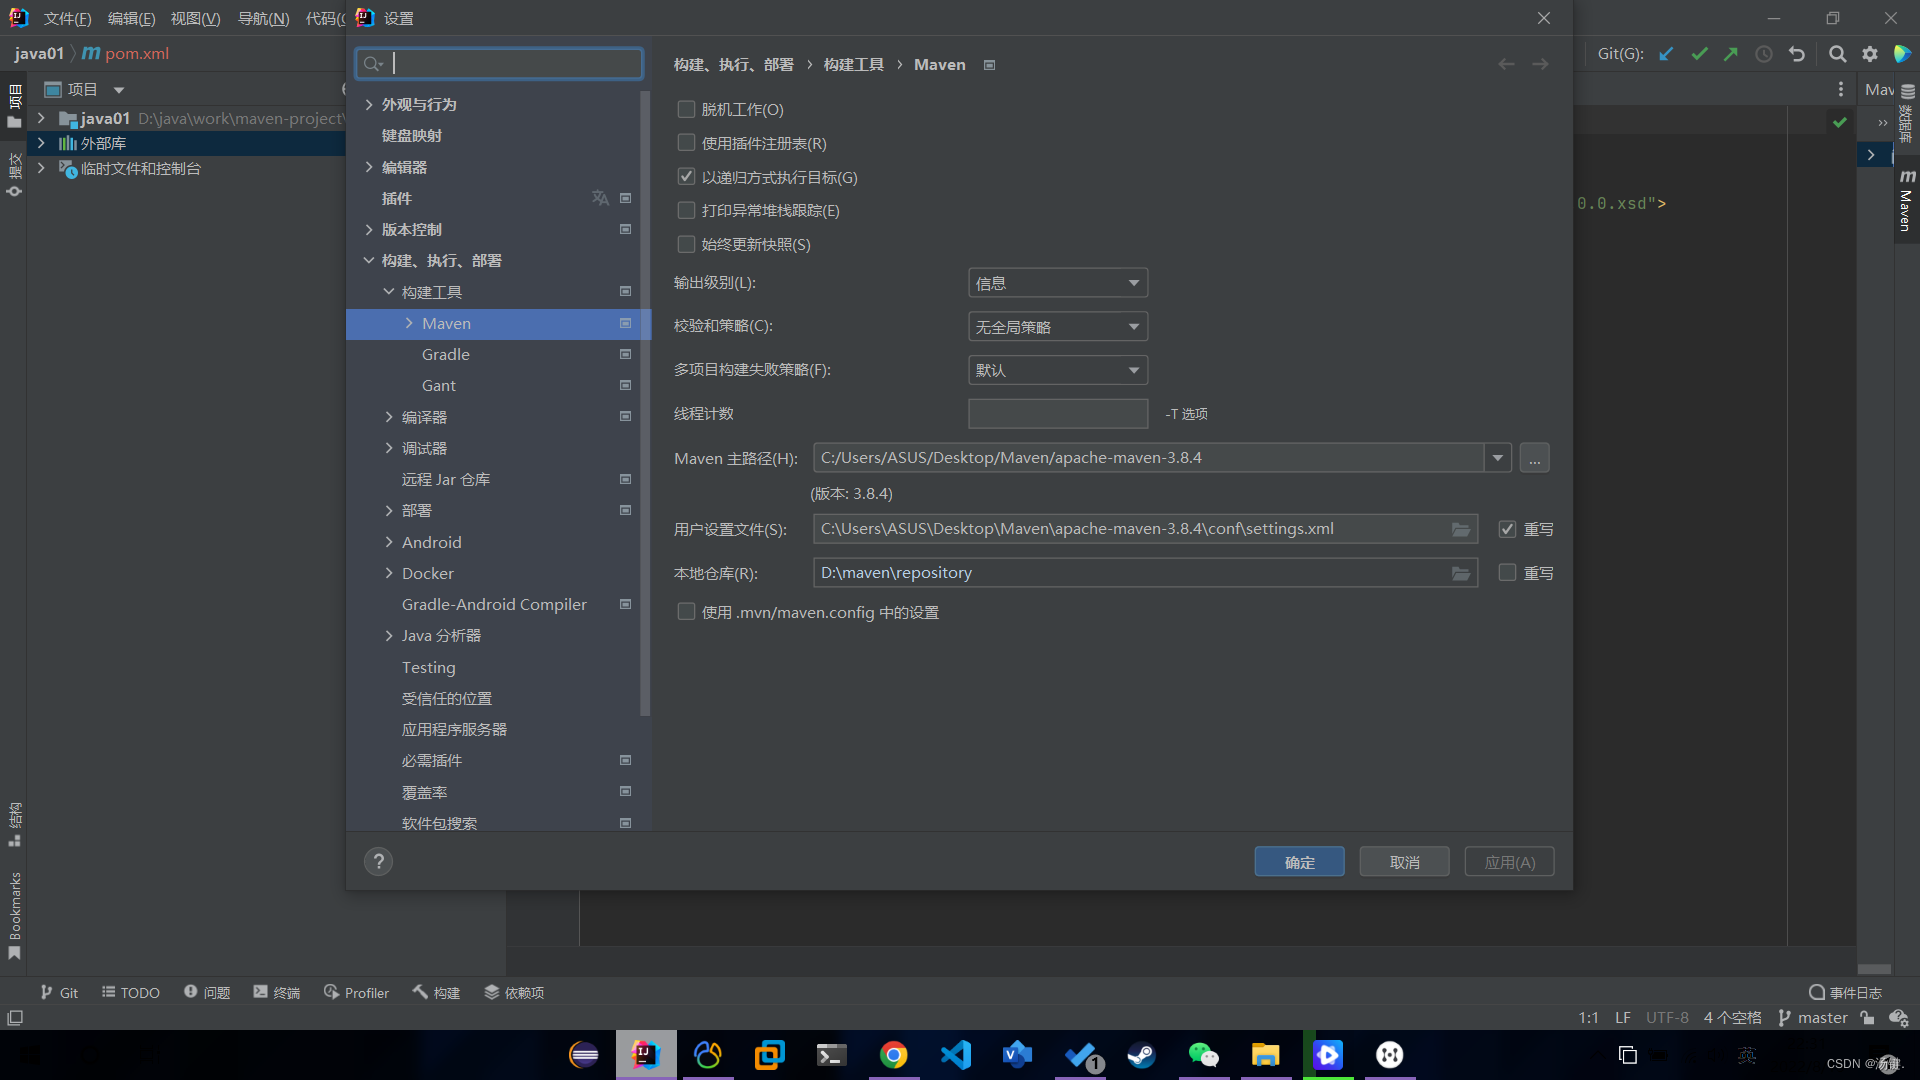 文件(F) 编辑(E) 视图(V) 导航(N) 代码(C
设置
java01 pom.xml
Git(G):
项目
java01 D:\java\work\maven-project\
外部库
临时文件和控制台
项目
提交
结构
Bookmarks
外观与行为
键盘映射
编辑器
插件
版本控制
构建、执行、部署
构建工具
Maven
Gradle
Gant
编译器
调试器
远程 Jar 仓库
部署
Android
Docker
Gradle-Android Compiler
Java 分析器
Testing
受信任的位置
应用程序服务器
必需插件
覆盖率
软件包搜索
构建、执行、部署 › 构建工具 › Maven
脱机工作(O)
使用插件注册表(R)
以递归方式执行目标(G)
打印异常堆栈跟踪(E)
始终更新快照(S)
输出级别(L): 信息
校验和策略(C): 无全局策略
多项目构建失败策略(F): 默认
线程计数 -T 选项
Maven 主路径(H): C:/Users/ASUS/Desktop/Maven/apache-maven-3.8.4 ...
(版本: 3.8.4)
用户设置文件(S): C:\Users\ASUS\Desktop\Maven\apache-maven-3.8.4\conf\settings.xml 重写
本地仓库(R): D:\maven\repository 重写
使用 .mvn/maven.config 中的设置
? 确定 取消 应用(A)
0.0.xsd">
Mav
数据库
Maven
Git TODO 问题 终端 Profiler 构建 依赖项 事件日志
1:1 LF UTF-8 4 个空格 master
1
英
CSDN @汤键.